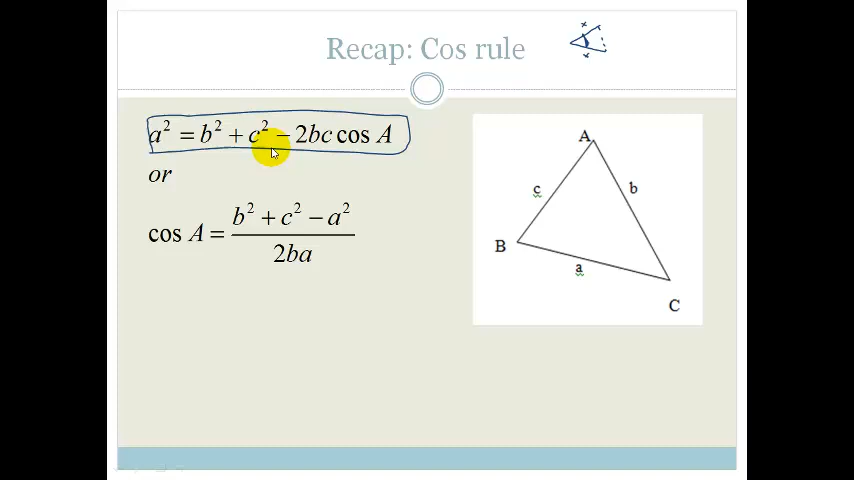 Recap: Cos rule
a² = b² + c² − 2bc cos A
or
cos A = (b² + c² − a²) / 2ba
A
c
b
B
a
C